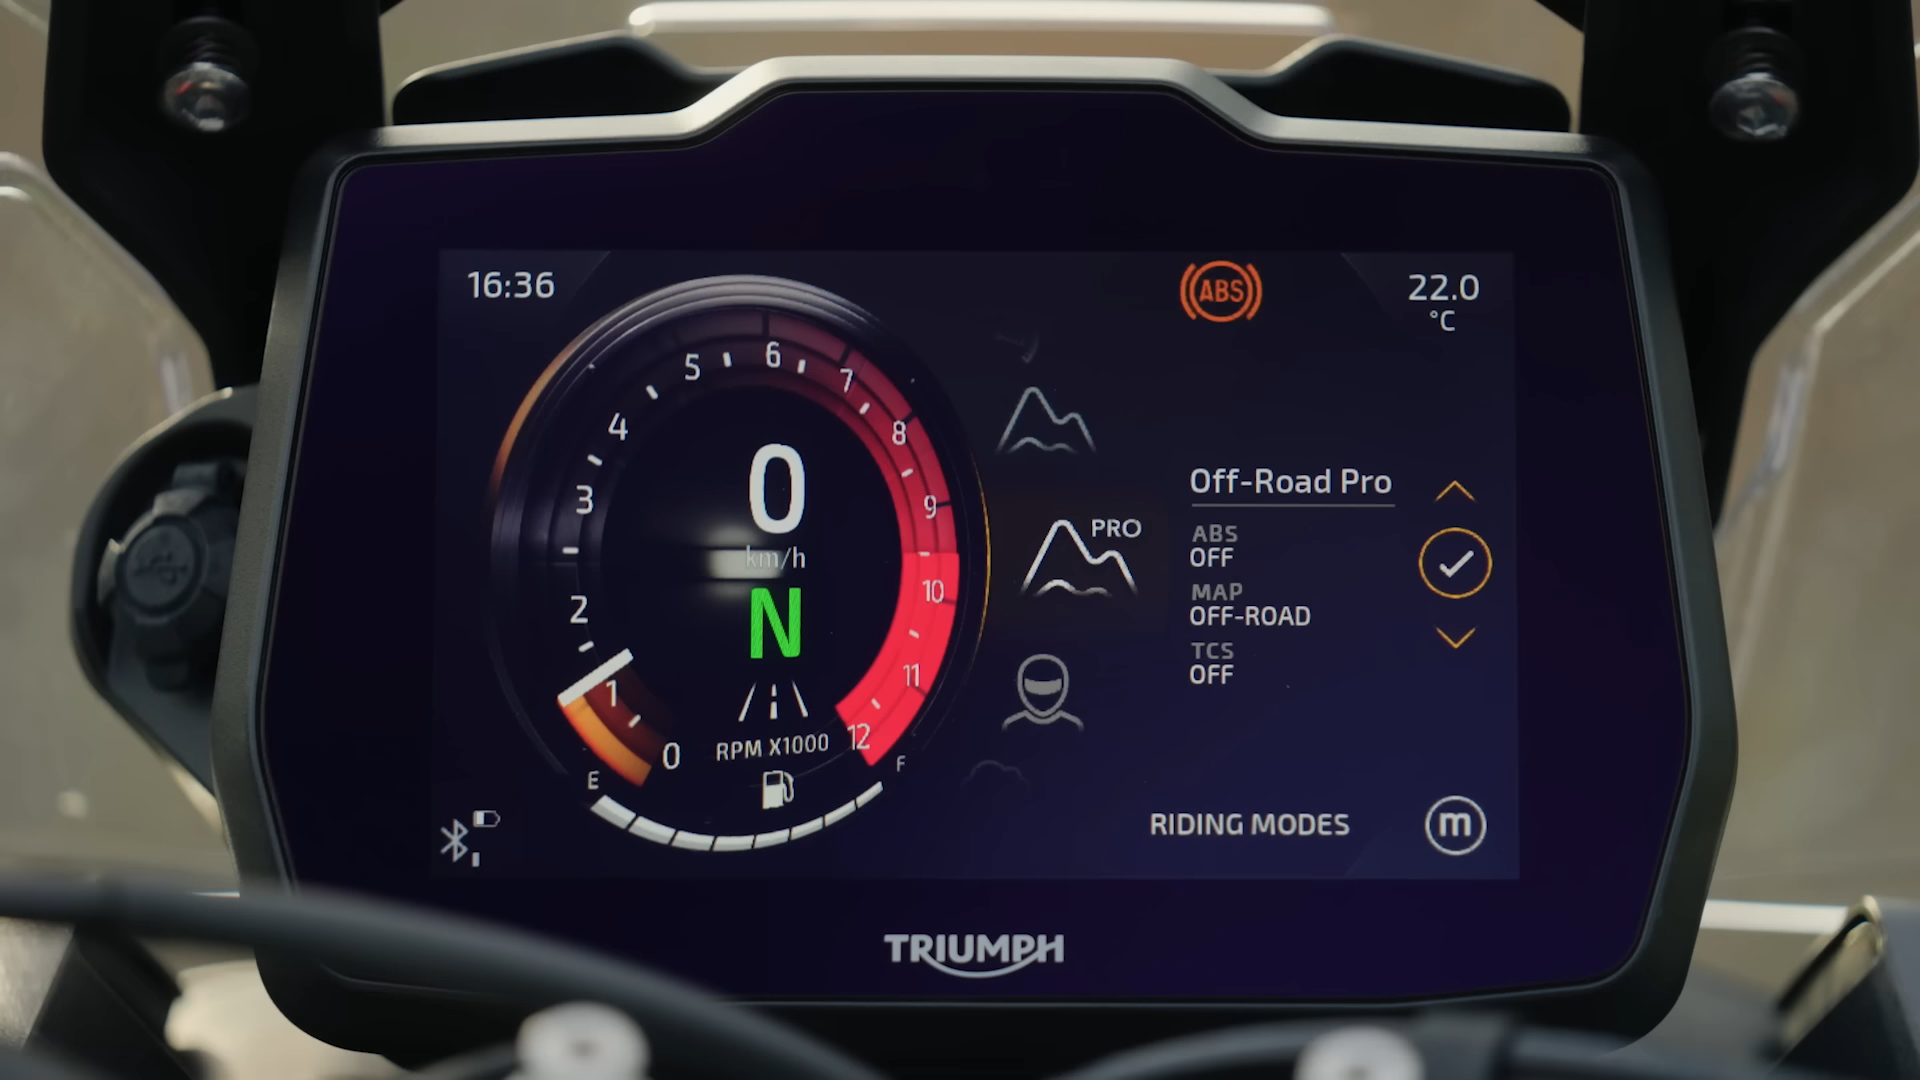 16:36
ABS
22.0
°C
5
6
7
4
8
3
9
0
km/h
10
N
2
11
1
12
0
RPM X1000
E
F
PRO
Off-Road Pro
ABS
OFF
MAP
OFF-ROAD
TCS
OFF
RIDING MODES
m
TRIUMPH